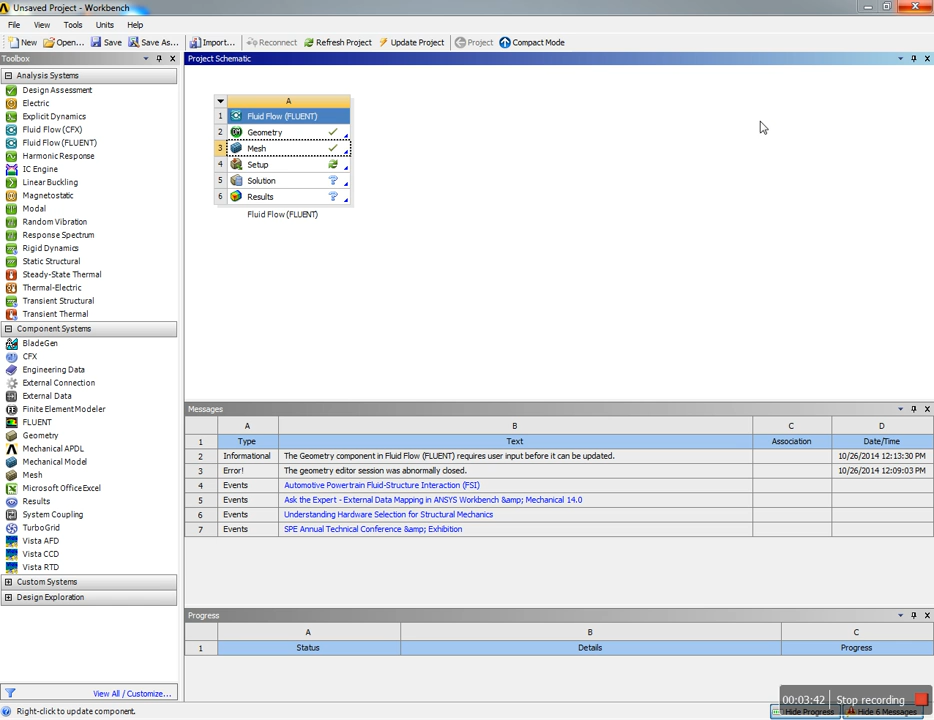 Unsaved Project - Workbench
File View Tools Units Help
New Open... Save Save As... Import... Reconnect Refresh Project Update Project Project Compact Mode
Toolbox
Analysis Systems
Design Assessment
Electric
Explicit Dynamics
Fluid Flow (CFX)
Fluid Flow (FLUENT)
Harmonic Response
IC Engine
Linear Buckling
Magnetostatic
Modal
Random Vibration
Response Spectrum
Rigid Dynamics
Static Structural
Steady-State Thermal
Thermal-Electric
Transient Structural
Transient Thermal
Component Systems
BladeGen
CFX
Engineering Data
External Connection
External Data
Finite Element Modeler
FLUENT
Geometry
Mechanical APDL
Mechanical Model
Mesh
Microsoft Office Excel
Results
System Coupling
TurboGrid
Vista AFD
Vista CCD
Vista RTD
Custom Systems
Design Exploration
View All / Customize...
Project Schematic
A
1 Fluid Flow (FLUENT)
2 Geometry
3 Mesh
4 Setup
5 Solution
6 Results
Fluid Flow (FLUENT)
Messages
A B C D
1 Type Text Association Date/Time
2 Informational The Geometry component in Fluid Flow (FLUENT) requires user input before it can be updated. 10/26/2014 12:13:30 PM
3 Error! The geometry editor session was abnormally closed. 10/26/2014 12:09:03 PM
4 Events Automotive Powertrain Fluid-Structure Interaction (FSI)
5 Events Ask the Expert - External Data Mapping in ANSYS Workbench &amp; Mechanical 14.0
6 Events Understanding Hardware Selection for Structural Mechanics
7 Events SPE Annual Technical Conference &amp; Exhibition
Progress
A B C
1 Status Details Progress
00:03:42 Stop recording
Right-click to update component.
Hide Progress Hide 6 Messages